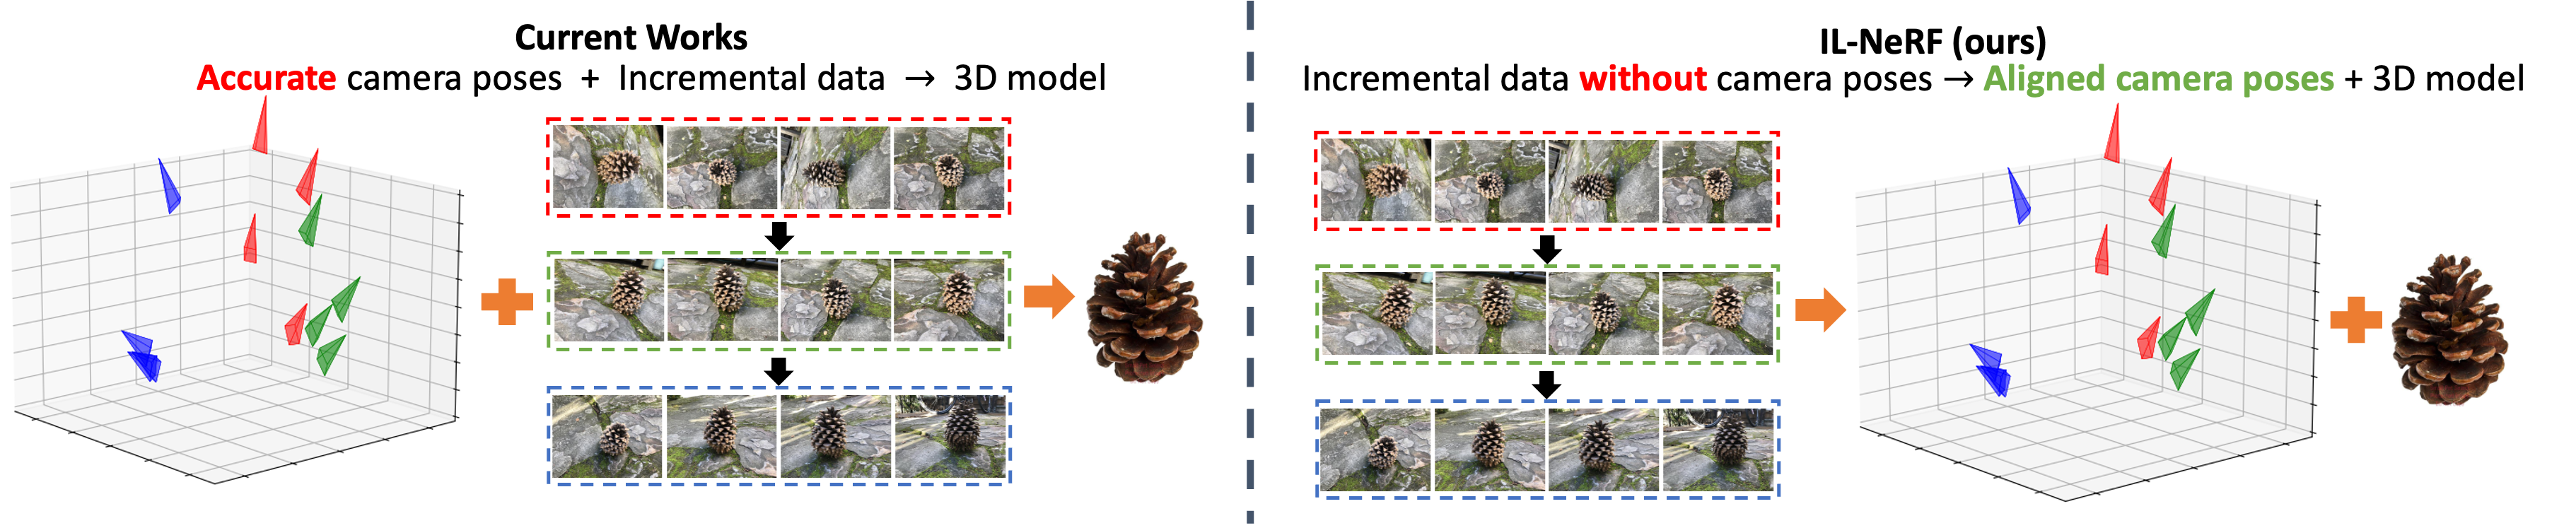 Current Works
Accurate camera poses + Incremental data → 3D model
IL-NeRF (ours)
Incremental data without camera poses → Aligned camera poses + 3D model